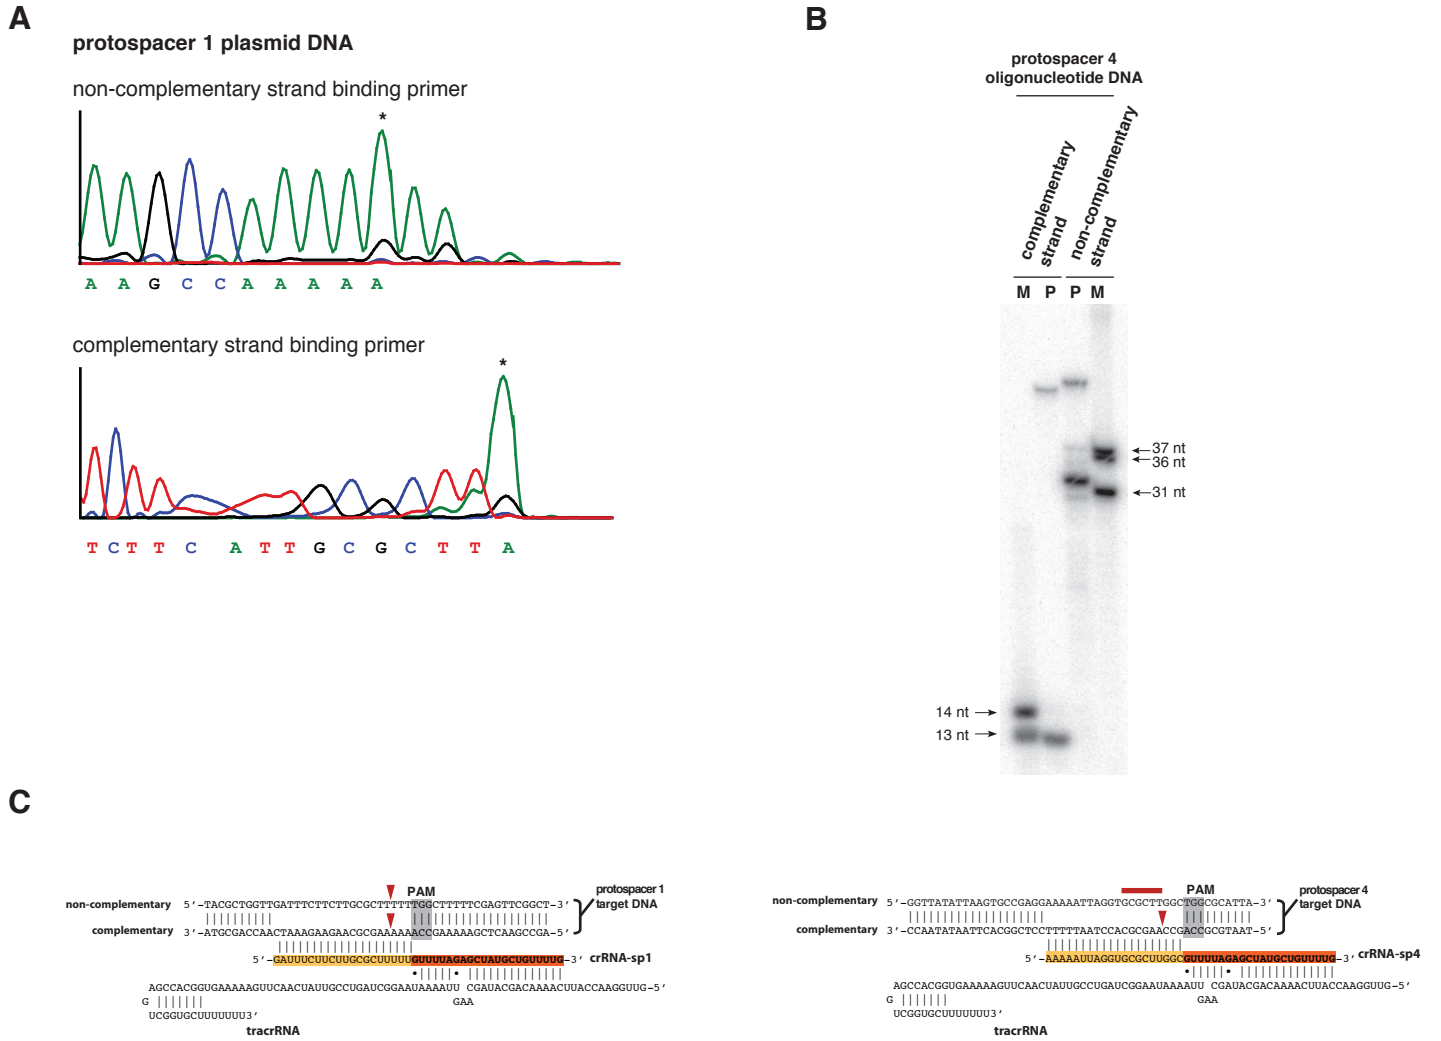 A
protospacer 1 plasmid DNA
non-complementary strand binding primer
*
A A G C C A A A A A
complementary strand binding primer
*
T C T T C A T T G C G C T T A
B
protospacer 4
oligonucleotide DNA
complementary
strand
non-complementary
strand
M P P M
37 nt
36 nt
31 nt
14 nt
13 nt
C
PAM
protospacer 1
target DNA
non-complementary 5’-TACGCTGGTTGATTTCTTCTTGCGCTTTTTTGGCTTTTTCGAGTTCGGCT-3’
complementary 3’-ATGCGACCAACTAAAGAAGAACGCGAAAAAACCGAAAAAGCTCAAGCCGA-5’
5’-GAUUUCUUCUUGCGCUUUUUGUUUUAGAGCUAUGCUGUUUUG-3’ crRNA-sp1
AGCCACGGUGAAAAAGUUCAACUAUUGCCUGAUCGGAAUAAAAUU CGAUACGACAAAACUUACCAAGGUUG-5’
G GAA
UCGGUGCUUUUUUU3’
tracrRNA
PAM
protospacer 4
target DNA
non-complementary 5’-GGTTATATTAAGTGCCGAGGAAAAATTAGGTGCGCTTGGCTGGCGCATTA-3’
complementary 3’-CCAATATAATTCACGGCTCCTTTTTAATCCACGCGAACCGACCGCGTAAT-5’
5’-AAAAAUUAGGUGCGCUUGGCGUUUUAGAGCUAUGCUGUUUUG-3’ crRNA-sp4
AGCCACGGUGAAAAAGUUCAACUAUUGCCUGAUCGGAAUAAAAUU CGAUACGACAAAACUUACCAAGGUUG-5’
G GAA
UCGGUGCUUUUUUU3’
tracrRNA